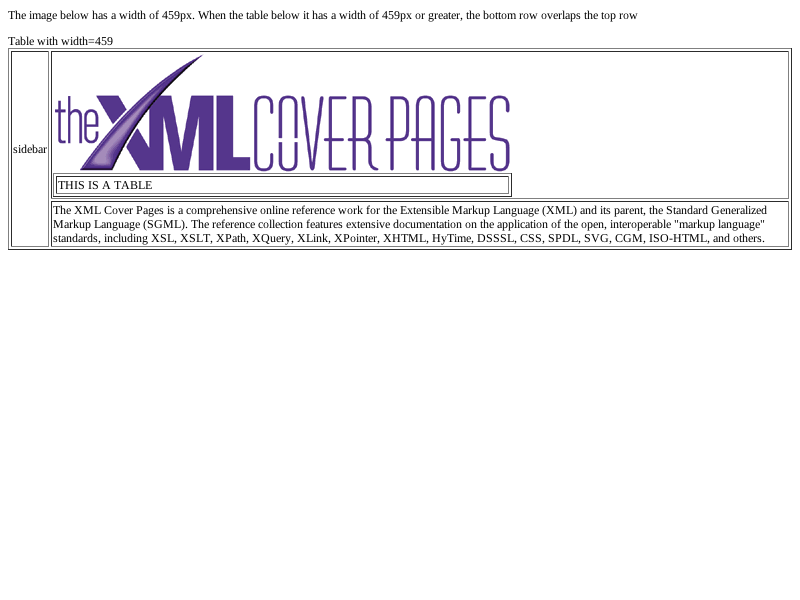 The image below has a width of 459px. When the table below it has a width of 459px or greater, the bottom row overlaps the top row
Table with width=459
sidebar
the XML COVER PAGES
THIS IS A TABLE
The XML Cover Pages is a comprehensive online reference work for the Extensible Markup Language (XML) and its parent, the Standard Generalized
Markup Language (SGML). The reference collection features extensive documentation on the application of the open, interoperable "markup language"
standards, including XSL, XSLT, XPath, XQuery, XLink, XPointer, XHTML, HyTime, DSSSL, CSS, SPDL, SVG, CGM, ISO-HTML, and others.